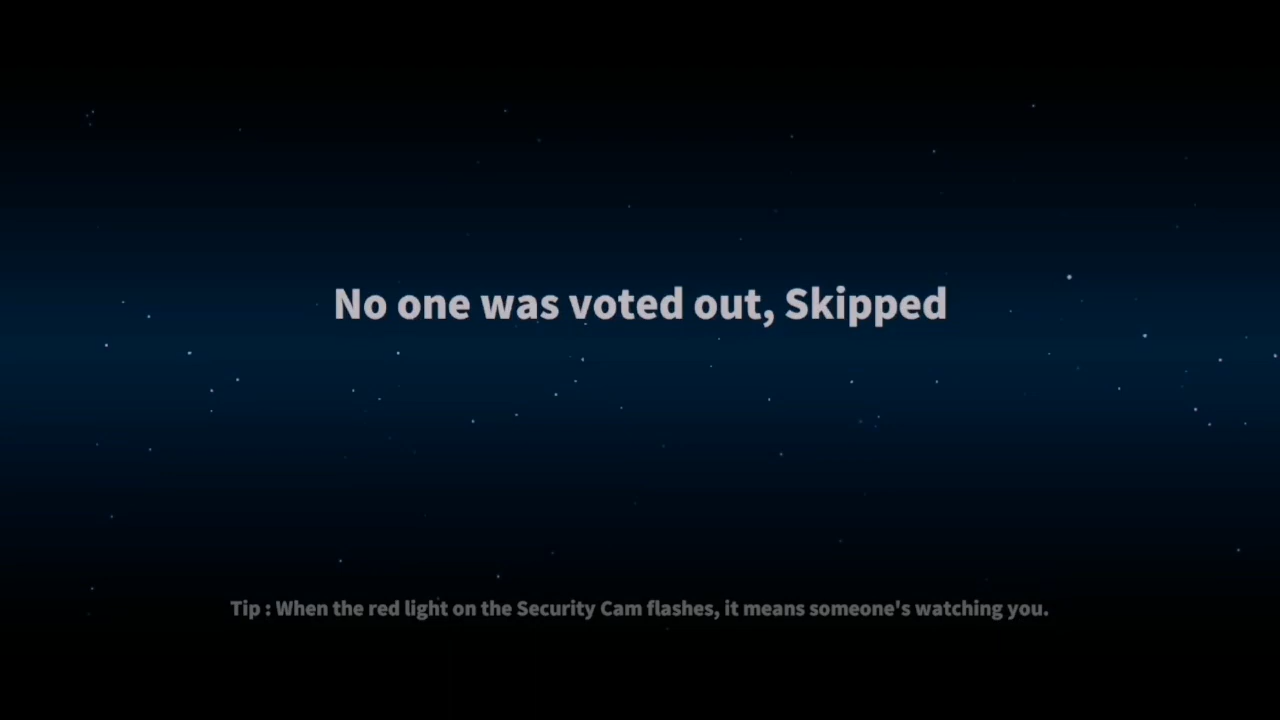 No one was voted out, Skipped
Tip : When the red light on the Security Cam flashes, it means someone's watching you.